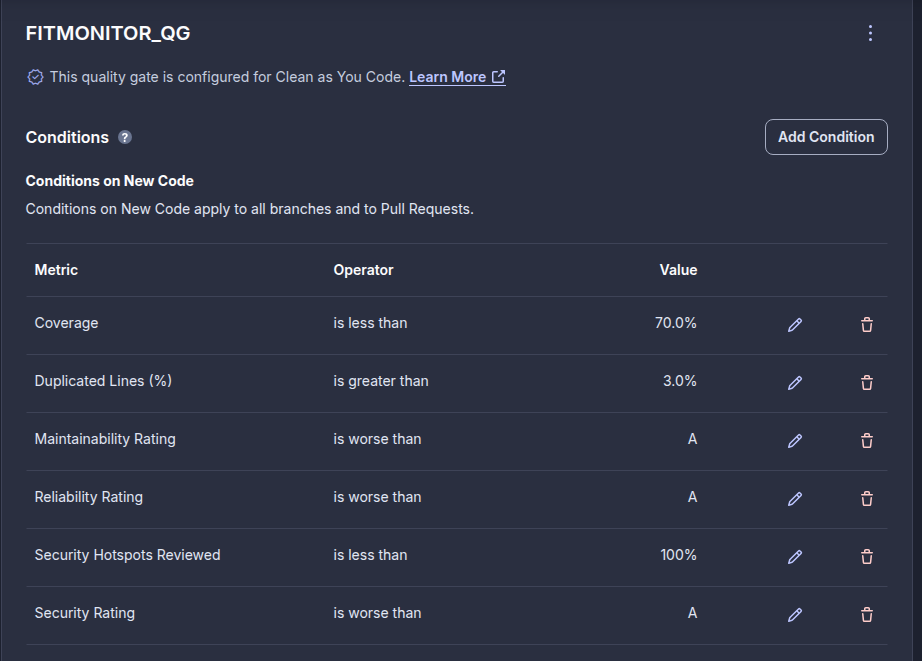 FITMONITOR_QG
This quality gate is configured for Clean as You Code. Learn More
Conditions ?
Add Condition
Conditions on New Code
Conditions on New Code apply to all branches and to Pull Requests.
Metric Operator Value
Coverage is less than 70.0%
Duplicated Lines (%) is greater than 3.0%
Maintainability Rating is worse than A
Reliability Rating is worse than A
Security Hotspots Reviewed is less than 100%
Security Rating is worse than A